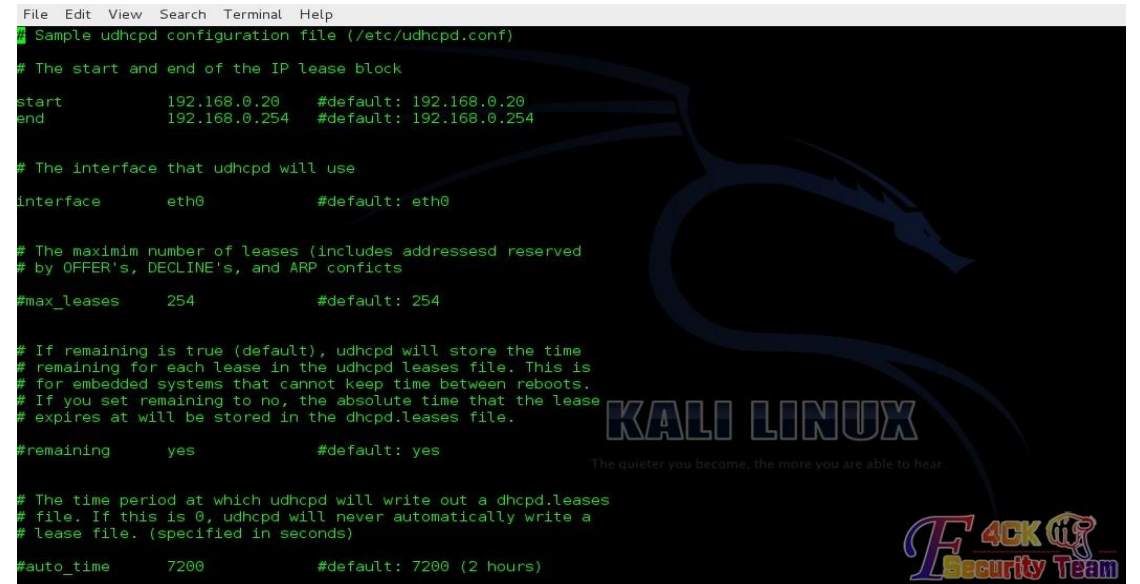 File Edit View Search Terminal Help
# Sample udhcpd configuration file (/etc/udhcpd.conf)
# The start and end of the IP lease block
start 192.168.0.20 #default: 192.168.0.20
end 192.168.0.254 #default: 192.168.0.254
# The interface that udhcpd will use
interface eth0 #default: eth0
# The maximim number of leases (includes addressesd reserved
# by OFFER's, DECLINE's, and ARP conficts
#max_leases 254 #default: 254
# If remaining is true (default), udhcpd will store the time
# remaining for each lease in the udhcpd leases file. This is
# for embedded systems that cannot keep time between reboots.
# If you set remaining to no, the absolute time that the lease
# expires at will be stored in the dhcpd.leases file.
#remaining yes #default: yes
# The time period at which udhcpd will write out a dhcpd.leases
# file. If this is 0, udhcpd will never automatically write a
# lease file. (specified in seconds)
#auto_time 7200 #default: 7200 (2 hours)
KALI LINUX
The quieter you become, the more you are able to hear.
F4CK
Security Team